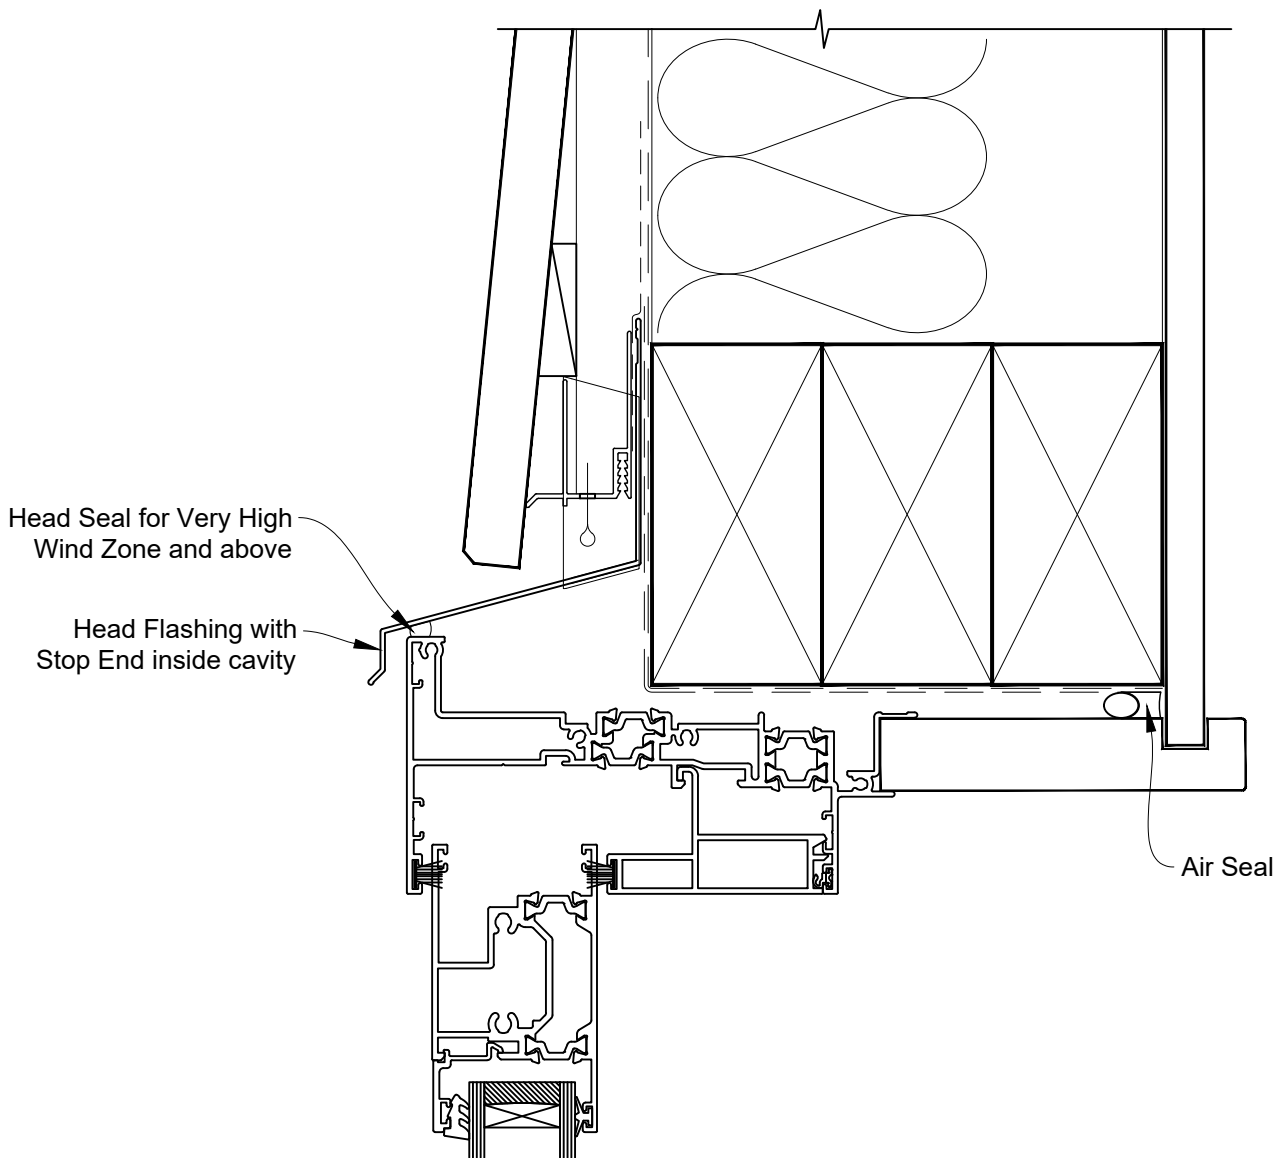 Head Seal for Very High
Wind Zone and above
Head Flashing with
Stop End inside cavity
Air Seal